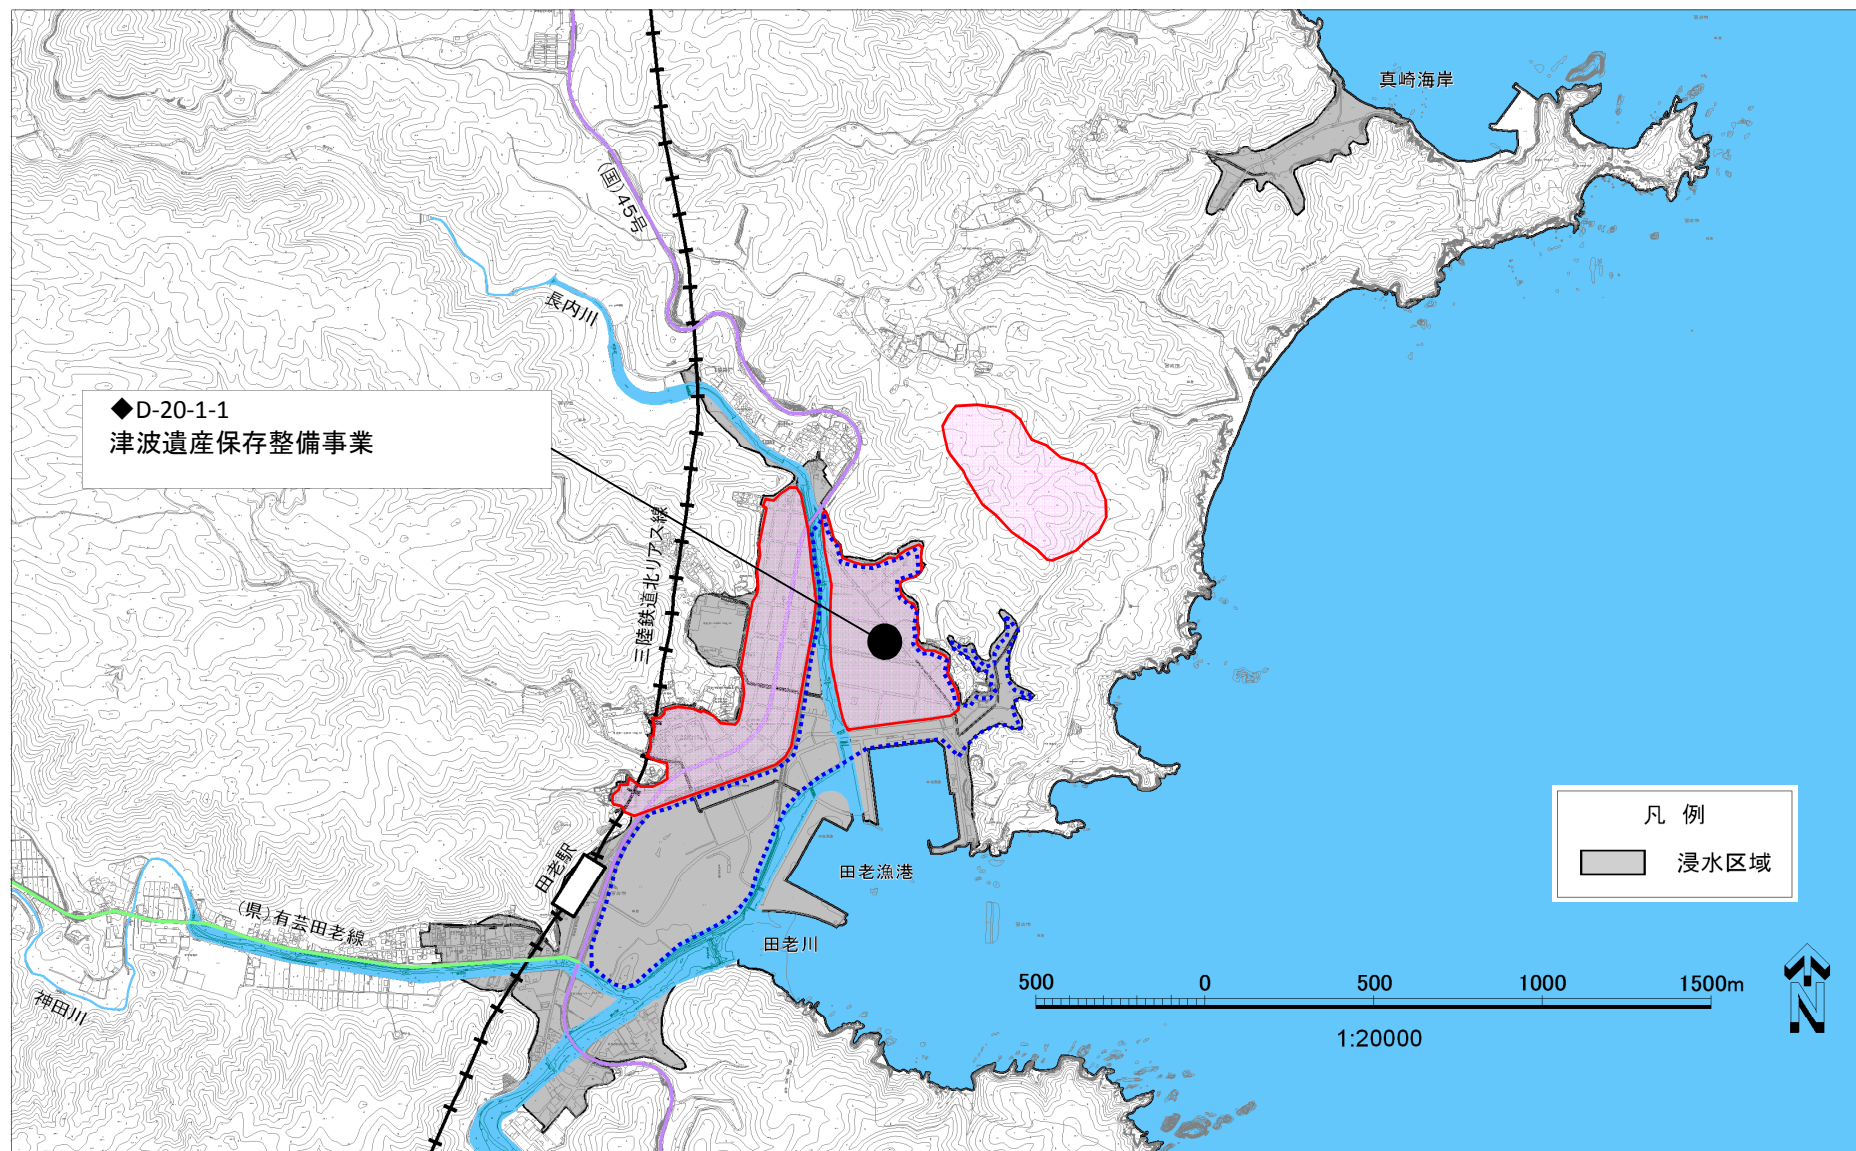 真崎海岸
(国)45号
長内川
◆D-20-1-1
津波遺産保存整備事業
三陸鉄道北リアス線
凡 例
浸水区域
田老駅
田老漁港
(県)有芸田老線
田老川
神田川
500 0 500 1000 1500m
1:20000
N